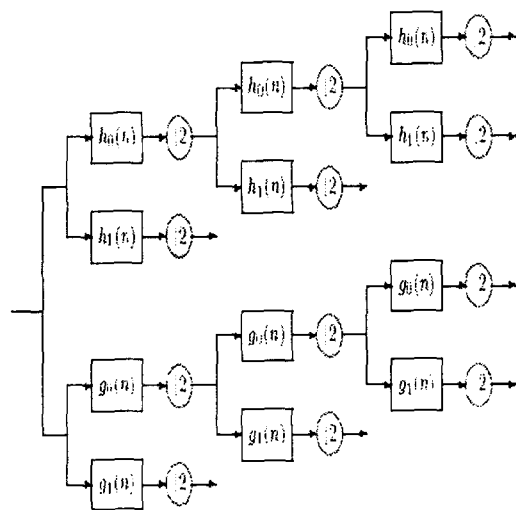 h₀(n) ↓2 h₀(n) ↓2 h₀(n) ↓2
h₁(n) ↓2
h₁(n) ↓2
h₁(n) ↓2
g₀(n) ↓2 g₀(n) ↓2 g₀(n) ↓2
g₁(n) ↓2
g₁(n) ↓2
g₁(n) ↓2